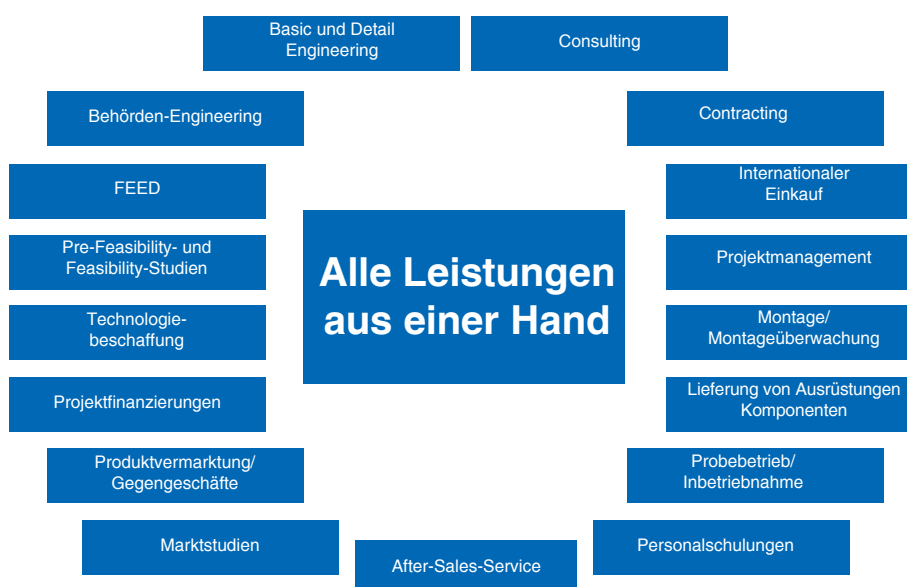 Basic und Detail
Engineering
Consulting
Behörden-Engineering
Contracting
FEED
Internationaler
Einkauf
Pre-Feasibility- und
Feasibility-Studien
Alle Leistungen
aus einer Hand
Projektmanagement
Technologie-
beschaffung
Montage/
Montageüberwachung
Projektfinanzierungen
Lieferung von Ausrüstungen
Komponenten
Produktvermarktung/
Gegengeschäfte
Probebetrieb/
Inbetriebnahme
Marktstudien
After-Sales-Service
Personalschulungen